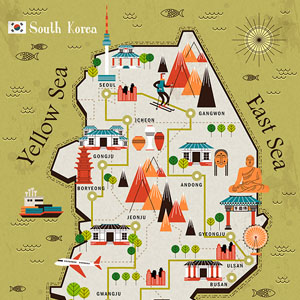 South Korea
Yellow Sea
East Sea
SEOUL
ICHEON
GANGWON
GONGJU
BORYEONG
ANDONG
JEONJU
GYEONGJU
ULSAN
GWANGJU
BUSAN